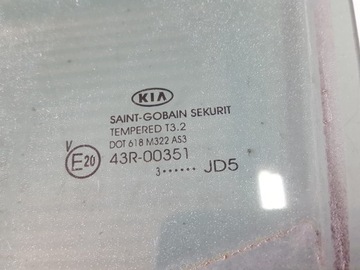 KIA
SAINT-GOBAIN SEKURIT
TEMPERED T3.2
DOT 618 M322 AS3
V
E20 43R-00351
3······ JD5